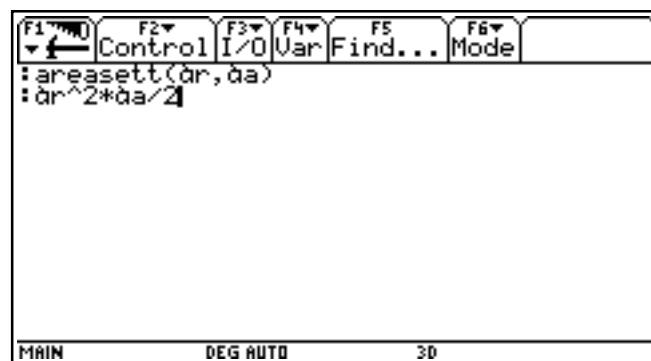 F1 F2 F3 F4 F5 F6
Control I/O Var Find... Mode
:areasett(àr,àa)
:àr^2*àa/2
MAIN DEG AUTO 3D